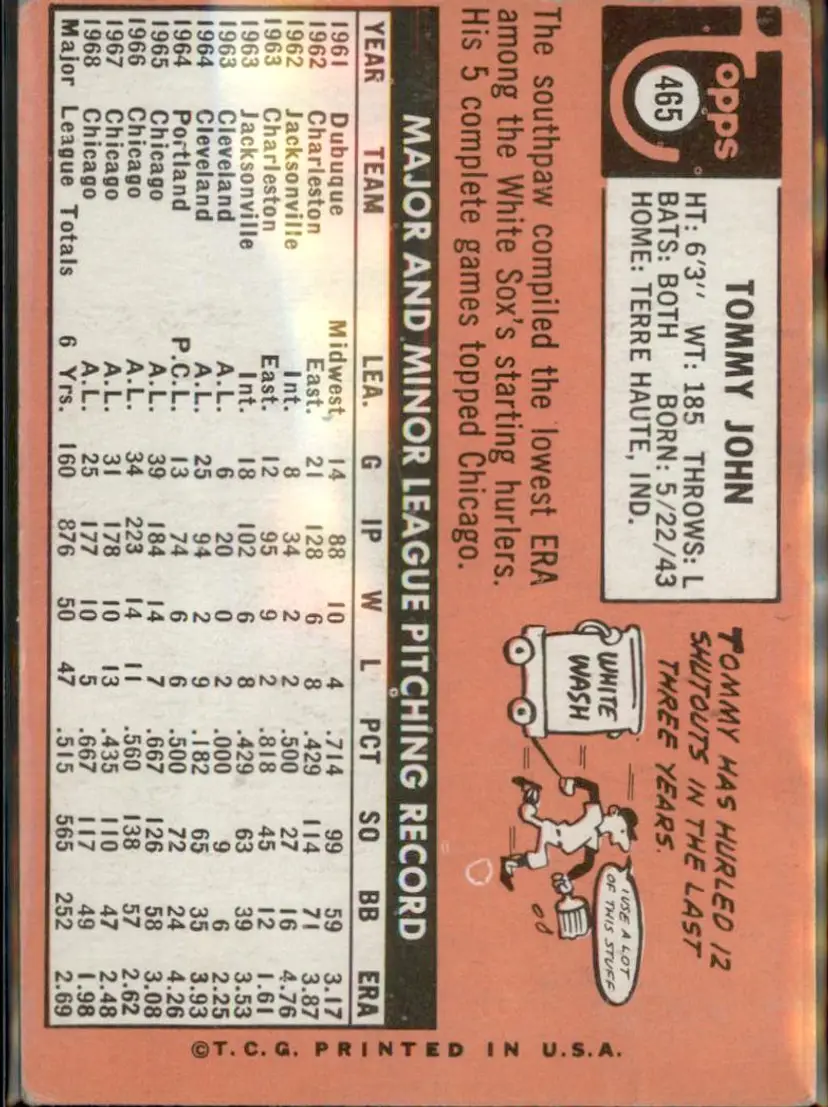 Topps
465
TOMMY JOHN
HT: 6'3'' WT: 185 THROWS: L
BATS: BOTH BORN: 5/22/43
HOME: TERRE HAUTE, IND.
TOMMY HAS HURLED 12
SHUTOUTS IN THE LAST
THREE YEARS.
WHITE
WASH
I USE A LOT
OF THIS STUFF
The southpaw compiled the lowest ERA
among the White Sox's starting hurlers.
His 5 complete games topped Chicago.
MAJOR AND MINOR LEAGUE PITCHING RECORD
YEAR TEAM LEA. G IP W L PCT SO BB ERA
1961 Dubuque Midwest 14 88 10 4 .714 99 59 3.17
1962 Charleston East. 21 128 6 8 .429 114 71 3.87
1962 Jacksonville Int. 8 34 2 2 .500 27 16 4.76
1963 Charleston East. 12 95 9 2 .818 45 12 1.61
1963 Jacksonville Int. 18 102 6 8 .429 63 39 3.53
1963 Cleveland A.L. 6 20 0 2 .000 9 6 2.25
1964 Cleveland A.L. 25 94 2 9 .182 65 35 3.93
1964 Portland P.C.L. 13 74 6 6 .500 72 24 4.26
1965 Chicago A.L. 39 184 14 7 .667 126 58 3.08
1966 Chicago A.L. 34 223 14 11 .560 138 57 2.62
1967 Chicago A.L. 31 178 10 13 .435 110 47 2.48
1968 Chicago A.L. 25 177 10 5 .667 117 49 1.98
Major League Totals 6 Yrs. 160 876 50 47 .515 565 252 2.69
©T.C.G. PRINTED IN U.S.A.